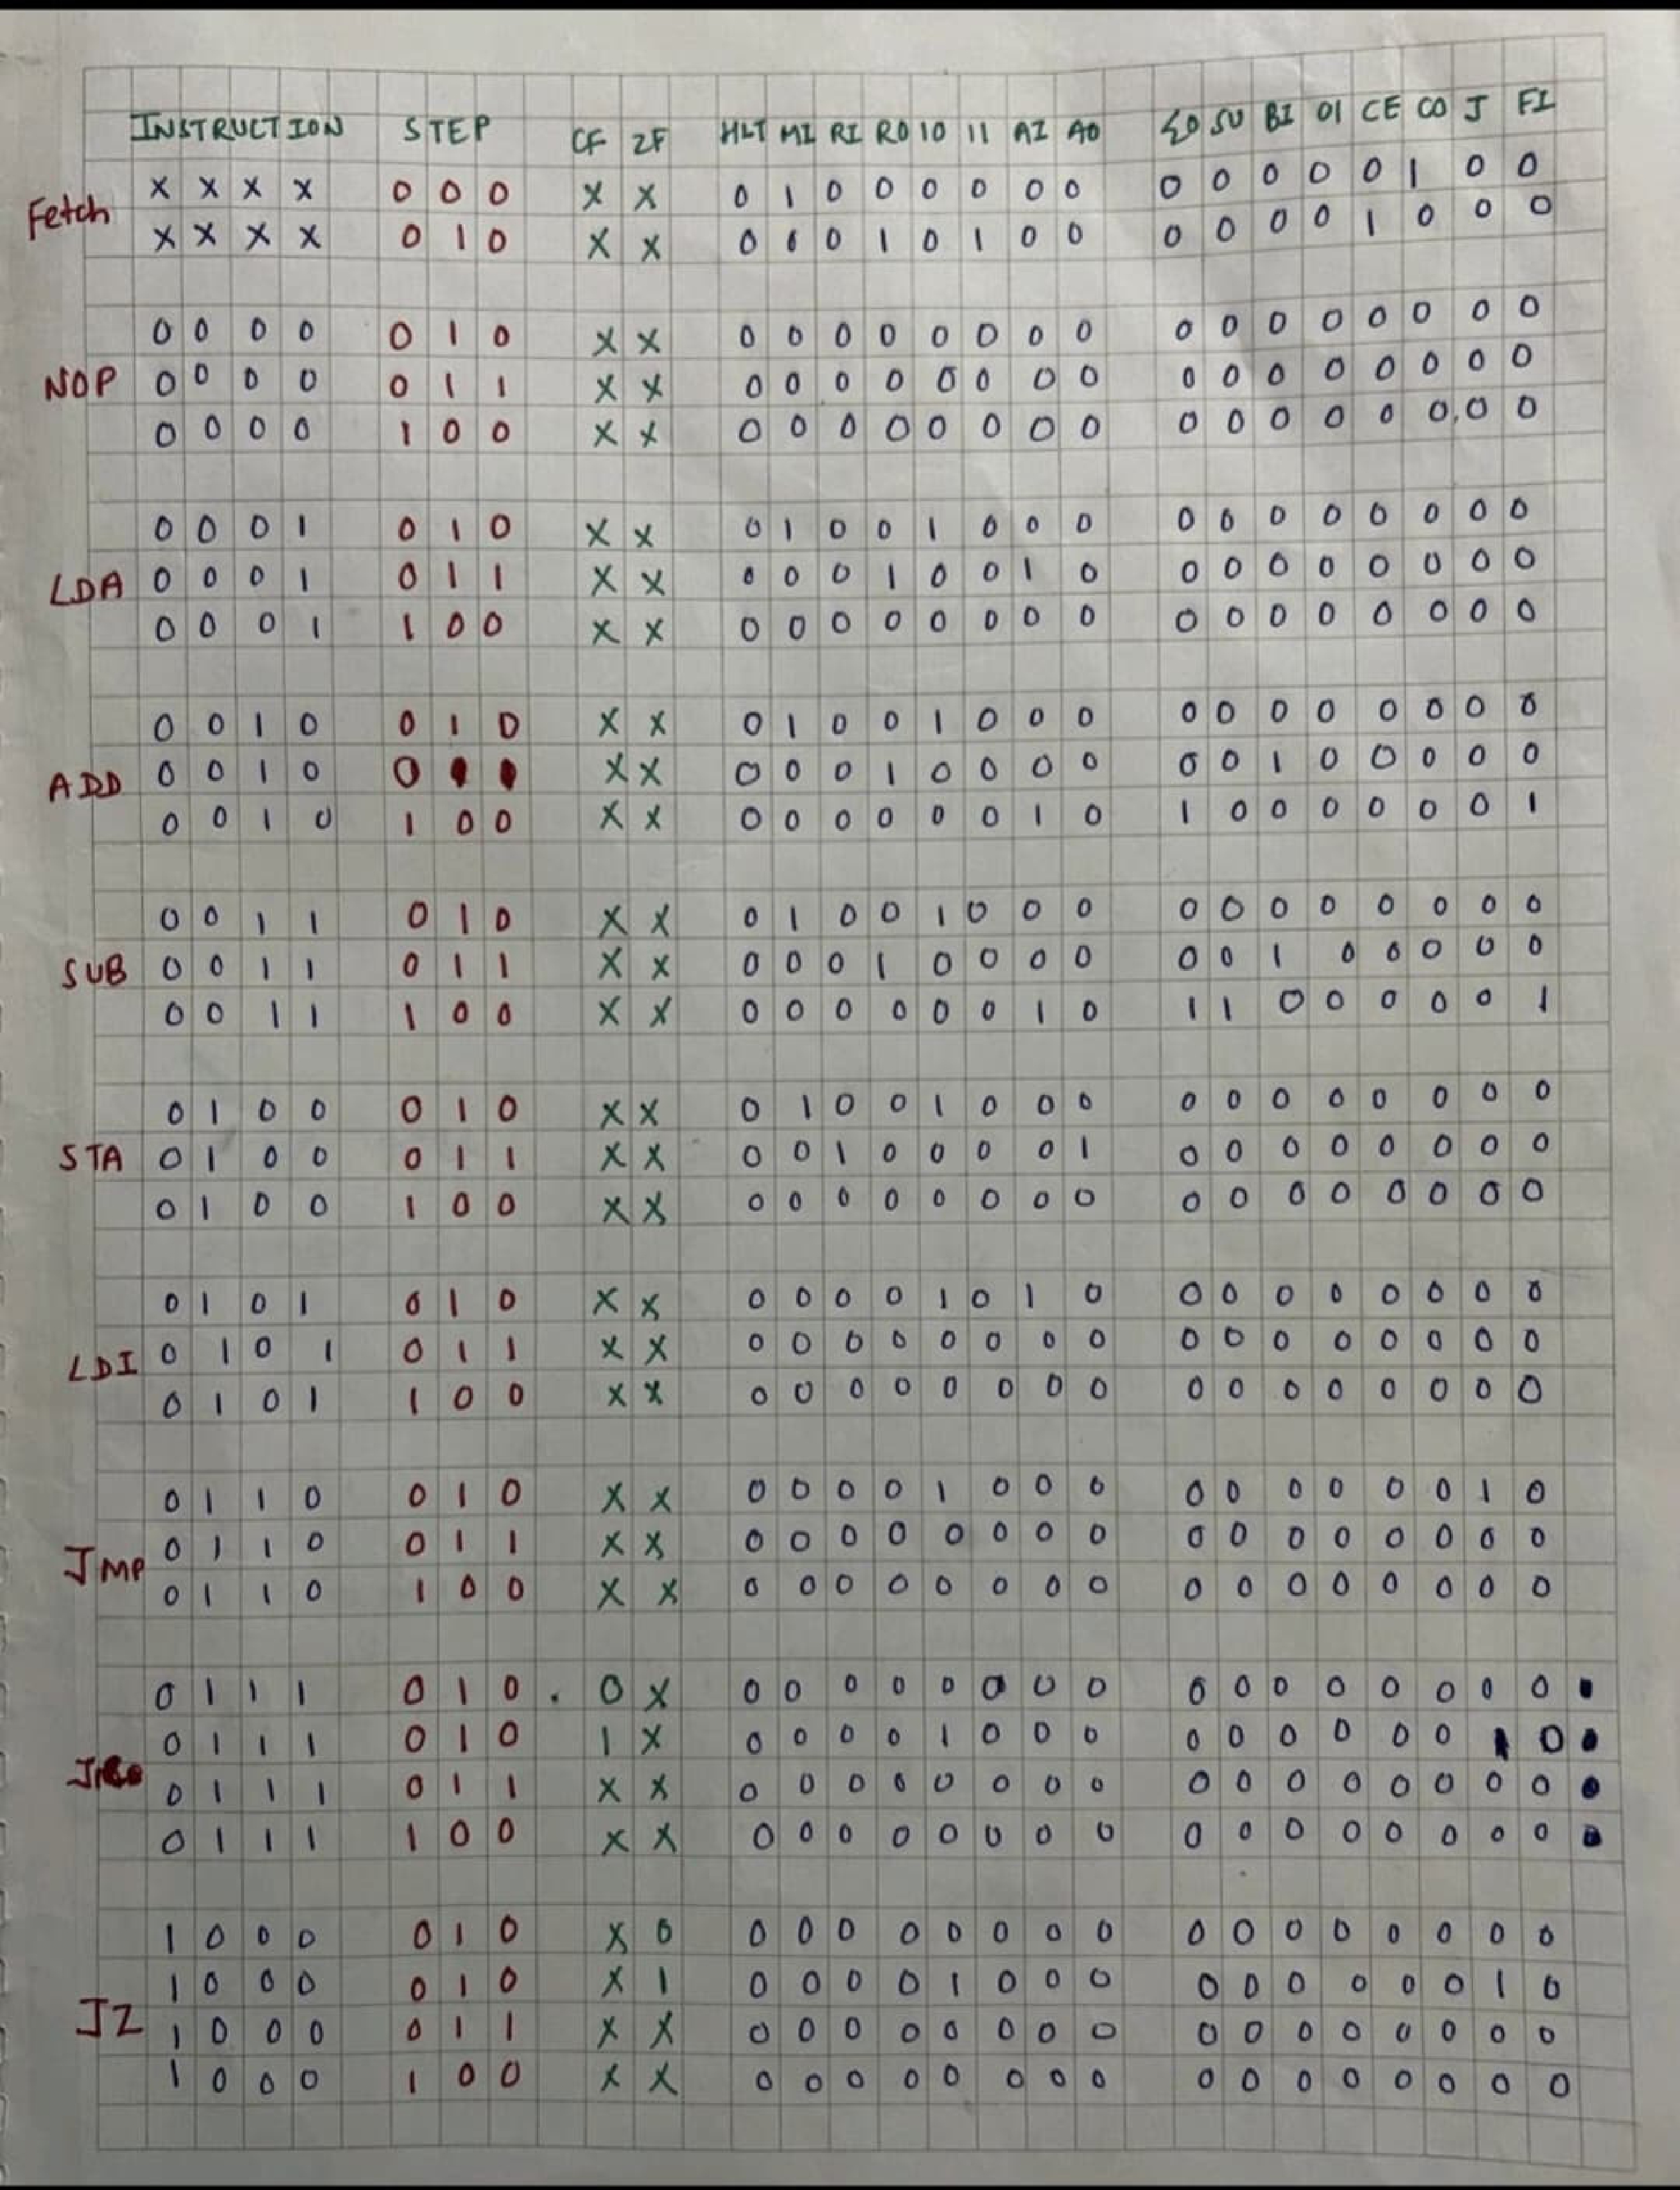 INSTRUCTION STEP CF ZF HLT MI RI RO IO II AI AO ΣO SU BI OI CE CO J FI
Fetch
X X X X 0 0 0 X X 0 1 0 0 0 0 0 0 0 0 0 0 0 1 0 0
X X X X 0 1 0 X X 0 0 0 1 0 1 0 0 0 0 0 0 1 0 0 0
0 0 0 0 0 1 0 X X 0 0 0 0 0 0 0 0 0 0 0 0 0 0 0 0
NOP 0 0 0 0 0 1 1 X X 0 0 0 0 0 0 0 0 0 0 0 0 0 0 0 0
0 0 0 0 1 0 0 X X 0 0 0 0 0 0 0 0 0 0 0 0 0 0 0 0
0 0 0 1 0 1 0 X X 0 1 0 0 1 0 0 0 0 0 0 0 0 0 0 0
LDA 0 0 0 1 0 1 1 X X 0 0 0 1 0 0 1 0 0 0 0 0 0 0 0 0
0 0 0 1 1 0 0 X X 0 0 0 0 0 0 0 0 0 0 0 0 0 0 0 0
0 0 1 0 0 1 0 X X 0 1 0 0 1 0 0 0 0 0 0 0 0 0 0 0
ADD 0 0 1 0 0 X X 0 0 0 1 0 0 0 0 0 0 1 0 0 0 0 0
0 0 1 0 1 0 0 X X 0 0 0 0 0 0 1 0 1 0 0 0 0 0 0 1
0 0 1 1 0 1 0 X X 0 1 0 0 1 0 0 0 0 0 0 0 0 0 0 0
SUB 0 0 1 1 0 1 1 X X 0 0 0 1 0 0 0 0 0 0 1 0 0 0 0 0
0 0 1 1 1 0 0 X X 0 0 0 0 0 0 1 0 1 1 0 0 0 0 0 1
0 1 0 0 0 1 0 X X 0 1 0 0 1 0 0 0 0 0 0 0 0 0 0 0
STA 0 1 0 0 0 1 1 X X 0 0 1 0 0 0 0 1 0 0 0 0 0 0 0 0
0 1 0 0 1 0 0 X X 0 0 0 0 0 0 0 0 0 0 0 0 0 0 0 0
0 1 0 1 0 1 0 X X 0 0 0 0 1 0 1 0 0 0 0 0 0 0 0 0
LDI 0 1 0 1 0 1 1 X X 0 0 0 0 0 0 0 0 0 0 0 0 0 0 0 0
0 1 0 1 1 0 0 X X 0 0 0 0 0 0 0 0 0 0 0 0 0 0 0 0
0 1 1 0 0 1 0 X X 0 0 0 0 1 0 0 0 0 0 0 0 0 0 1 0
JMP 0 1 1 0 0 1 1 X X 0 0 0 0 0 0 0 0 0 0 0 0 0 0 0 0
0 1 1 0 1 0 0 X X 0 0 0 0 0 0 0 0 0 0 0 0 0 0 0 0
0 1 1 1 0 1 0 0 X 0 0 0 0 0 0 0 0 0 0 0 0 0 0 0 0
0 1 1 1 0 1 0 1 X 0 0 0 0 1 0 0 0 0 0 0 0 0 0 1 0
0 1 1 1 0 1 1 X X 0 0 0 0 0 0 0 0 0 0 0 0 0 0 0 0
0 1 1 1 1 0 0 X X 0 0 0 0 0 0 0 0 0 0 0 0 0 0 0 0
1 0 0 0 0 1 0 X 0 0 0 0 0 0 0 0 0 0 0 0 0 0 0 0 0
1 0 0 0 0 1 0 X 1 0 0 0 0 1 0 0 0 0 0 0 0 0 0 1 0
JZ 1 0 0 0 0 1 1 X X 0 0 0 0 0 0 0 0 0 0 0 0 0 0 0 0
1 0 0 0 1 0 0 X X 0 0 0 0 0 0 0 0 0 0 0 0 0 0 0 0